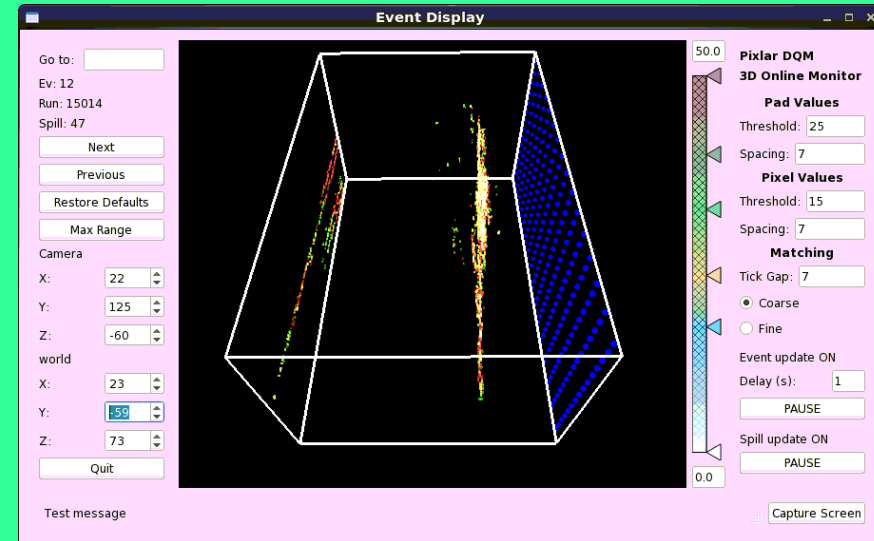 Event Display
Go to:
Ev: 12
Run: 15014
Spill: 47
Next
Previous
Restore Defaults
Max Range
Camera
X: 22
Y: 125
Z: -60
world
X: 23
Y: -59
Z: 73
Quit
Test message
50.0
0.0
Pixlar DQM
3D Online Monitor
Pad Values
Threshold: 25
Spacing: 7
Pixel Values
Threshold: 15
Spacing: 7
Matching
Tick Gap: 7
Coarse
Fine
Event update ON
Delay (s): 1
PAUSE
Spill update ON
PAUSE
Capture Screen